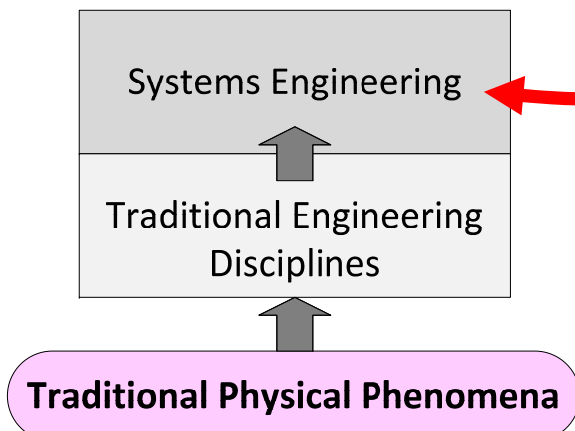 Systems Engineering
Traditional Engineering
Disciplines
Traditional Physical Phenomena